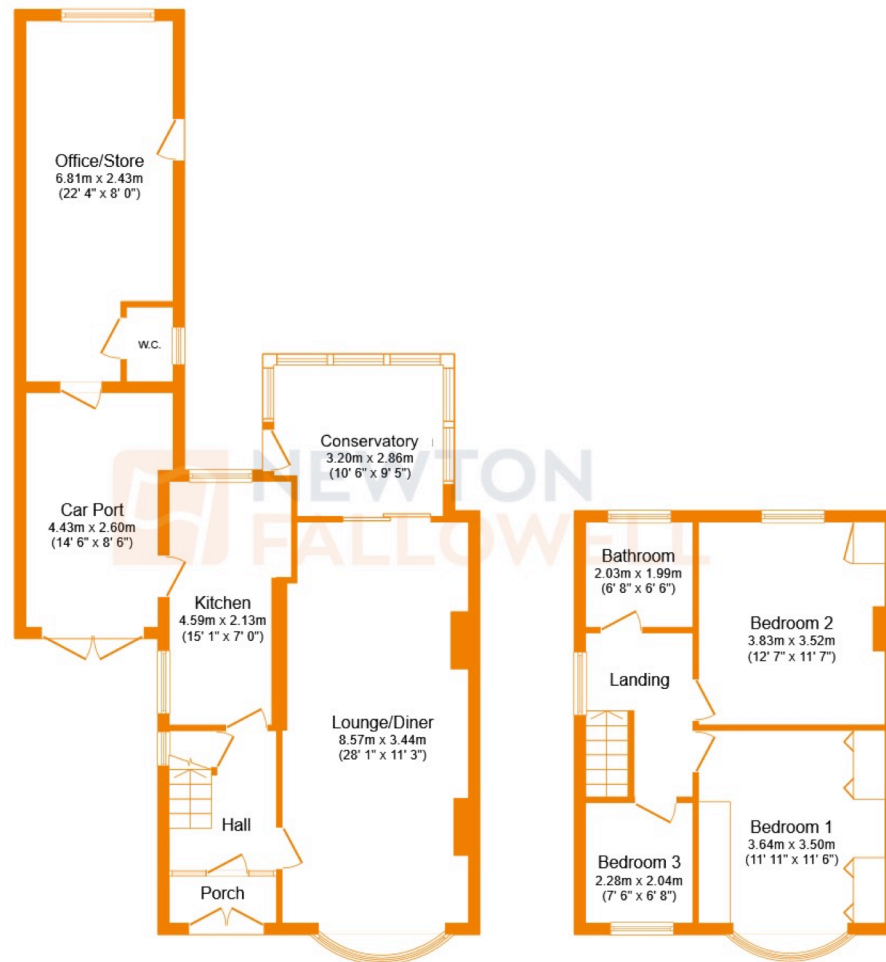 Office/Store
6.81m x 2.43m
(22' 4" x 8' 0")
W.C.
Conservatory
3.20m x 2.86m
(10' 6" x 9' 5")
NEWTON
FALLOWELL
Car Port
4.43m x 2.60m
(14' 6" x 8' 6")
Kitchen
4.59m x 2.13m
(15' 1" x 7' 0")
Lounge/Diner
8.57m x 3.44m
(28' 1" x 11' 3")
Hall
Porch
Bathroom
2.03m x 1.99m
(6' 8" x 6' 6")
Bedroom 2
3.83m x 3.52m
(12' 7" x 11' 7")
Landing
Bedroom 1
3.64m x 3.50m
(11' 11" x 11' 6")
Bedroom 3
2.28m x 2.04m
(7' 6" x 6' 8")